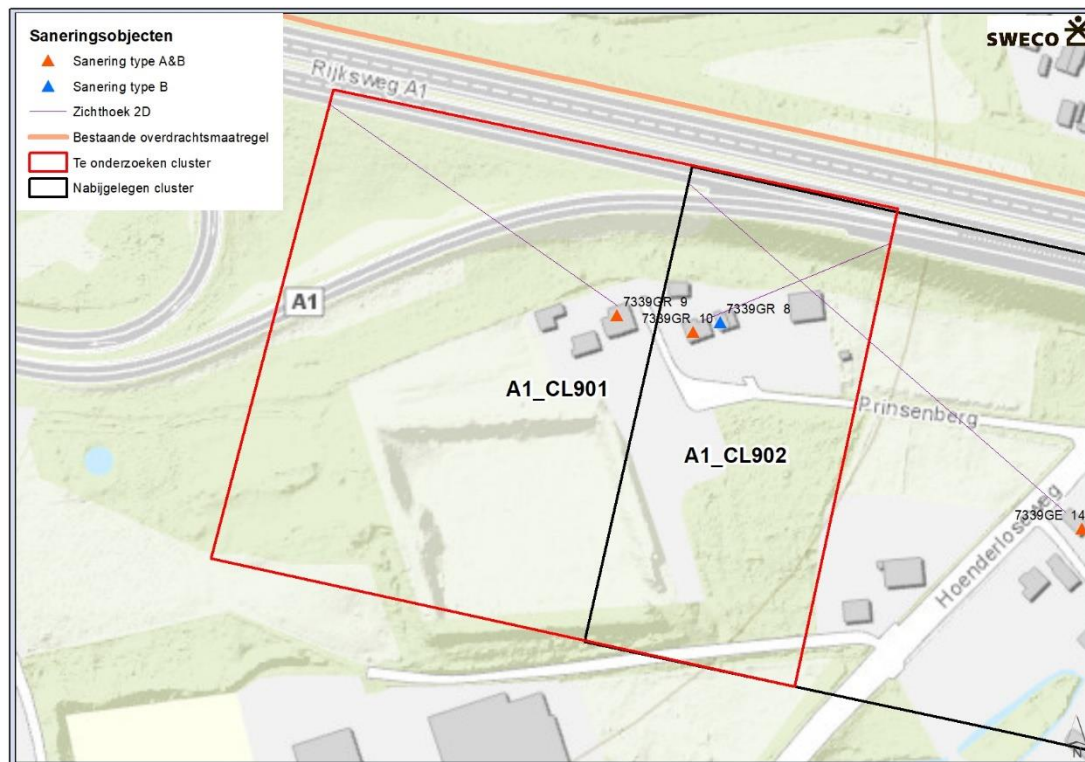 Saneringsobjecten
Sanering type A&B
Sanering type B
Zichthoek 2D
Bestaande overdrachtsmaatregel
Te onderzoeken cluster
Nabijgelegen cluster
SWECO
Rijksweg A1
A1
7339GR 9
7339GR 10
7339GR 8
A1_CL901
Prinsenberg
A1_CL902
Hoenderloseweg
7339GE 14
N